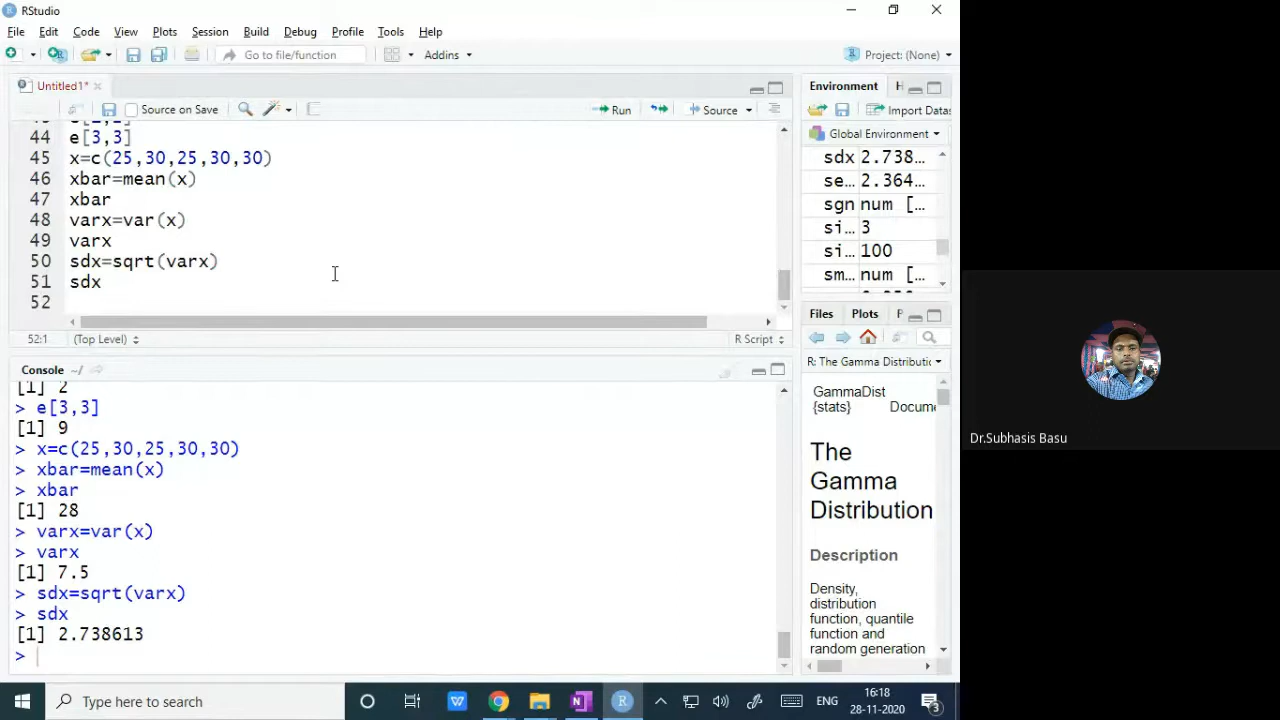 RStudio
File Edit Code View Plots Session Build Debug Profile Tools Help
Go to file/function Addins Project: (None)
Untitled1*
Source on Save Run Source
44 e[3,3]
45 x=c(25,30,25,30,30)
46 xbar=mean(x)
47 xbar
48 varx=var(x)
49 varx
50 sdx=sqrt(varx)
51 sdx
52
52:1 (Top Level) R Script
Console ~/
[1] 2
> e[3,3]
[1] 9
> x=c(25,30,25,30,30)
> xbar=mean(x)
> xbar
[1] 28
> varx=var(x)
> varx
[1] 7.5
> sdx=sqrt(varx)
> sdx
[1] 2.738613
>
Environment H
Import Datas
Global Environment
sdx 2.738…
se… 2.364…
sgn num […
si… 3
si… 100
sm… num […
Files Plots P
R: The Gamma Distributic
GammaDist
{stats} Docume
The
Gamma
Distribution
Description
Density,
distribution
function, quantile
function and
random generation
Dr.Subhasis Basu
Type here to search
ENG
16:18
28-11-2020
3